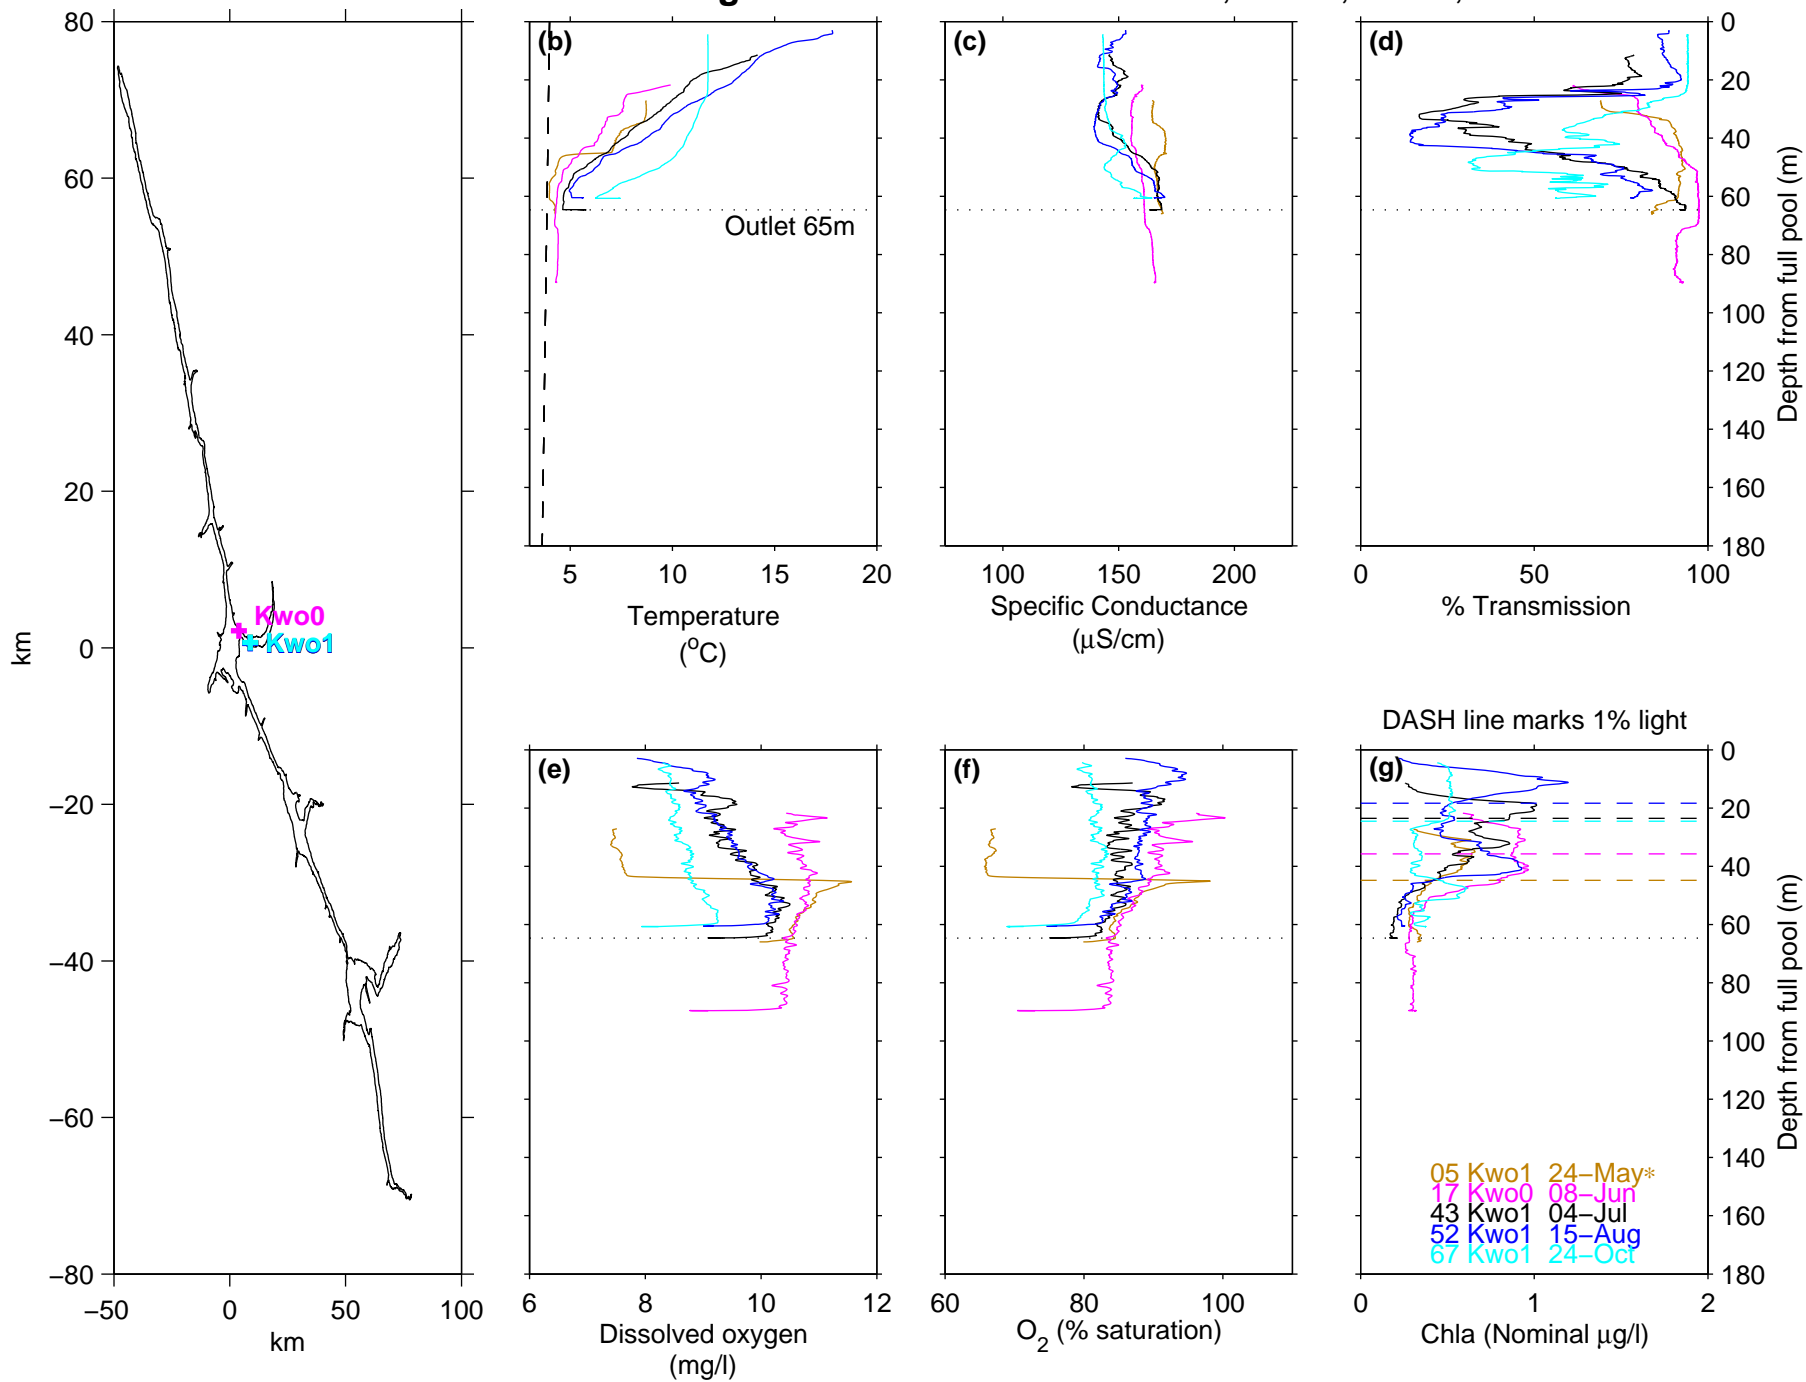 80
60
40
20
0
−20
−40
−60
−80
km
−50 0 50 100
km
Kwo0
Kwo1
(b)
Outlet 65m
5 10 15 20
Temperature
(°C)
(c)
100 150 200
Specific Conductance
(μS/cm)
(d)
0 50 100
% Transmission
0
20
40
60
80
100
120
140
160
180
Depth from full pool (m)
(e)
6 8 10 12
Dissolved oxygen
(mg/l)
(f)
60 80 100
O2 (% saturation)
DASH line marks 1% light
(g)
05 Kwo1 24−May*
17 Kwo0 08−Jun
43 Kwo1 04−Jul
52 Kwo1 15−Aug
67 Kwo1 24−Oct
0 1 2
Chla (Nominal μg/l)
0
20
40
60
80
100
120
140
160
180
Depth from full pool (m)